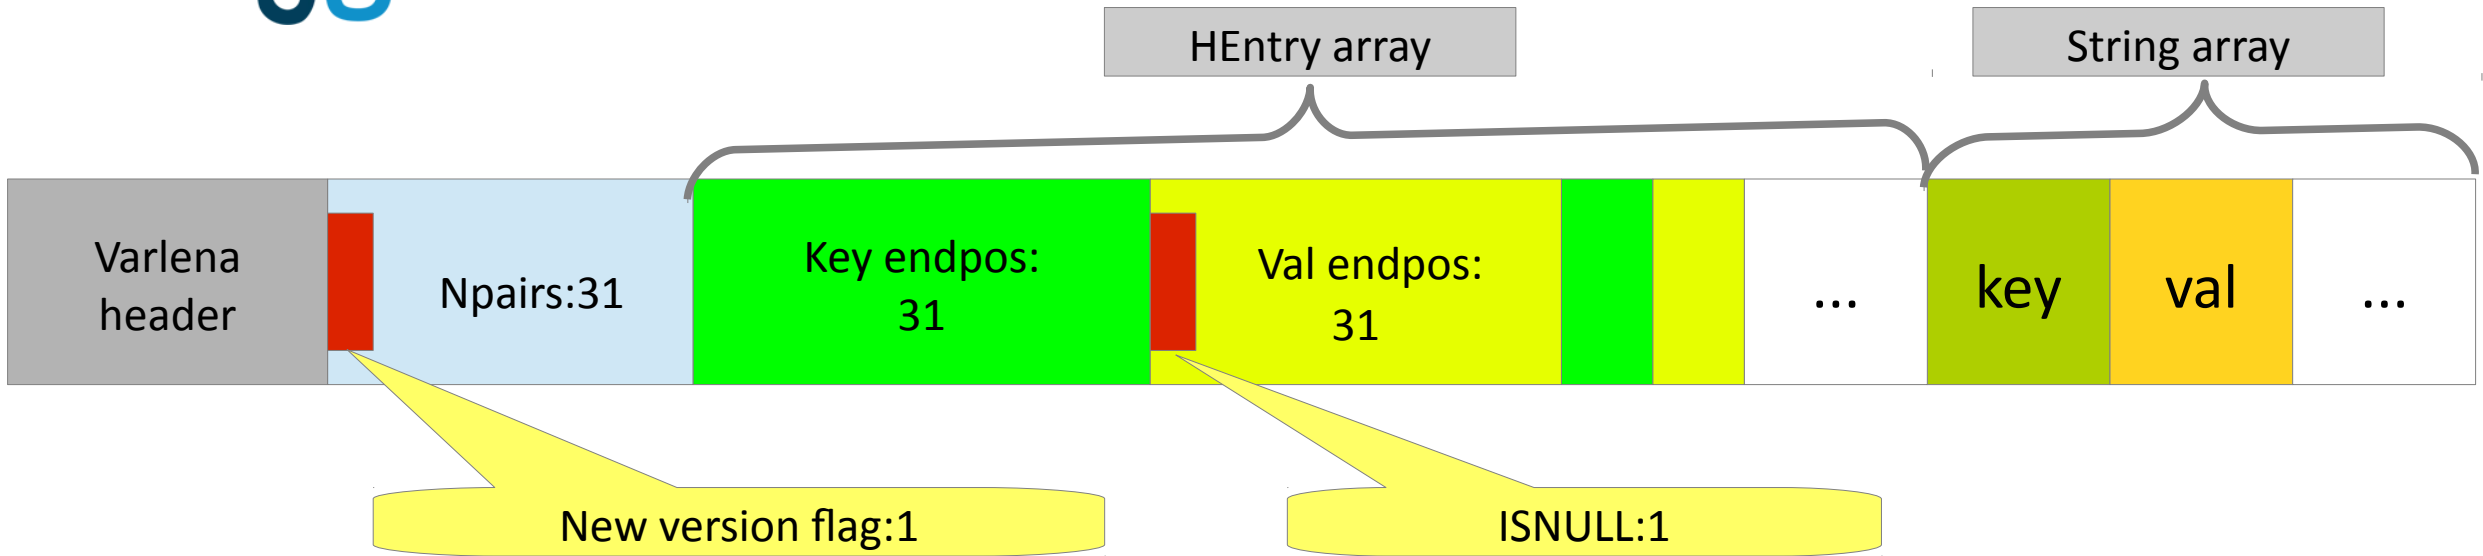 HEntry array
String array
Varlena
header
Npairs:31
Key endpos:
31
Val endpos:
31
...
key
val
...
New version flag:1
ISNULL:1